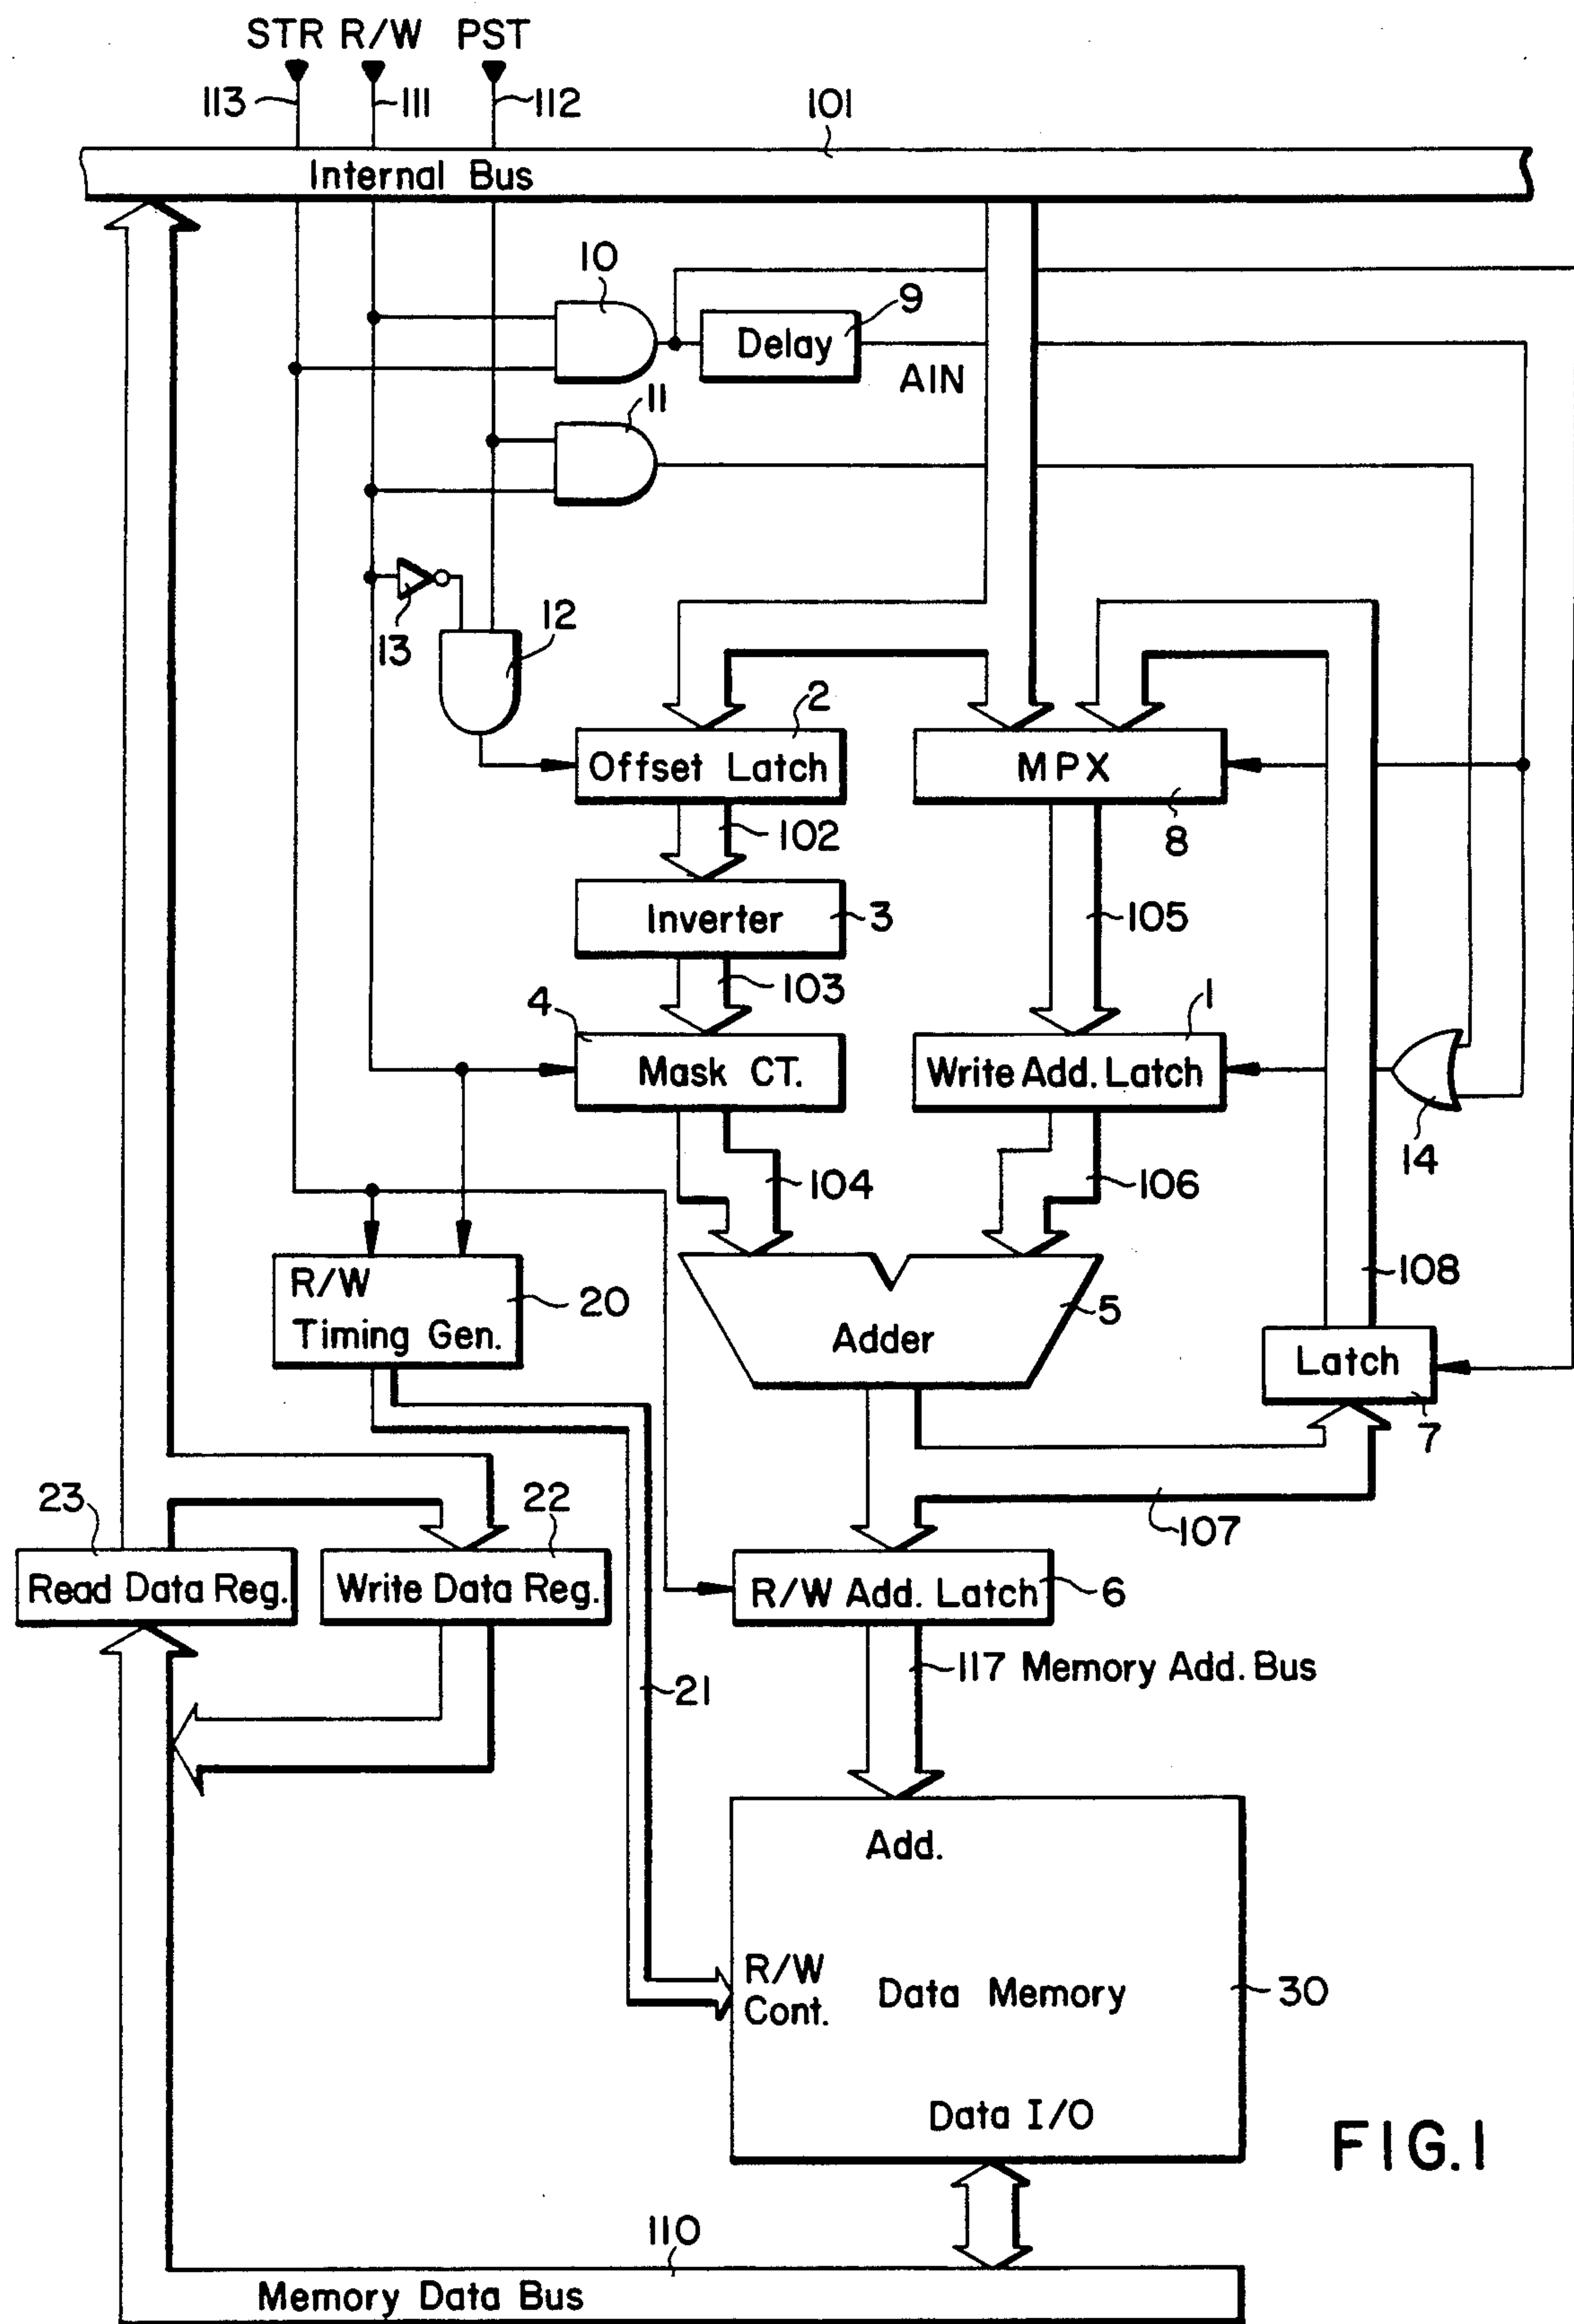 STR R/W PST
113 111 112 101
Internal Bus
10
9
Delay
AIN
11
13
12
2
Offset Latch
MPX
8
102
Inverter
3
105
103
4
1
Mask CT.
Write Add. Latch
14
104
106
R/W
Timing Gen.
20
Adder
5
108
Latch
7
23
22
107
Read Data Reg.
Write Data Reg.
R/W Add. Latch
6
117 Memory Add. Bus
21
Add.
R/W
Cont.
Data Memory
30
Data I/O
FIG.1
110
Memory Data Bus